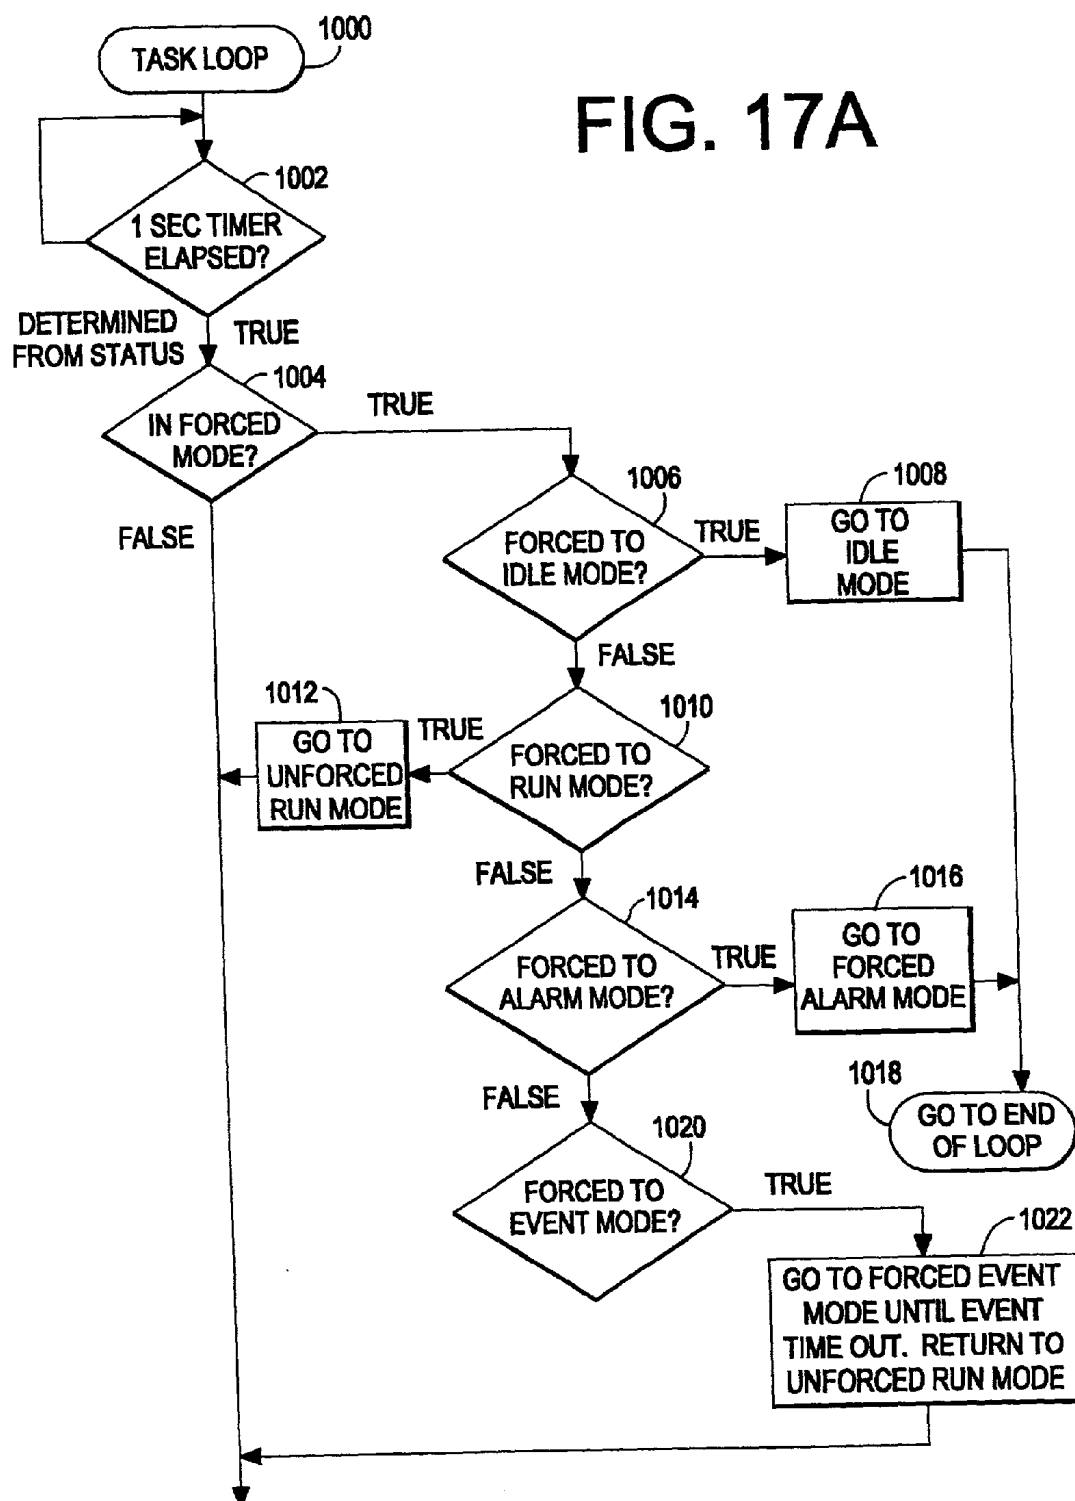 1000
TASK LOOP
FIG. 17A
1002
1 SEC TIMER
ELAPSED?
DETERMINED
FROM STATUS
TRUE
1004
IN FORCED
MODE?
TRUE
FALSE
1006
FORCED TO
IDLE MODE?
TRUE
1008
GO TO
IDLE
MODE
FALSE
1010
FORCED TO
RUN MODE?
TRUE
1012
GO TO
UNFORCED
RUN MODE
FALSE
1014
FORCED TO
ALARM MODE?
TRUE
1016
GO TO
FORCED
ALARM MODE
1018
GO TO END
OF LOOP
FALSE
1020
FORCED TO
EVENT MODE?
TRUE
1022
GO TO FORCED EVENT
MODE UNTIL EVENT
TIME OUT. RETURN TO
UNFORCED RUN MODE